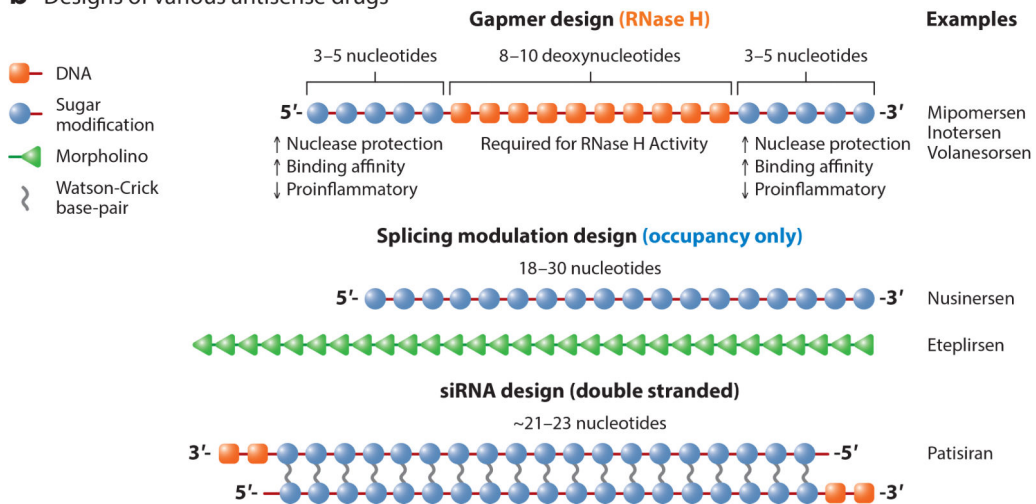 b Designs of various antisense drugs
Gapmer design (RNase H)
Examples
3–5 nucleotides
8–10 deoxynucleotides
3–5 nucleotides
DNA
Sugar
modification
Morpholino
Watson-Crick
base-pair
5′-
-3′
↑ Nuclease protection
↑ Binding affinity
↓ Proinflammatory
Required for RNase H Activity
↑ Nuclease protection
↑ Binding affinity
↓ Proinflammatory
Mipomersen
Inotersen
Volanesorsen
Splicing modulation design (occupancy only)
18–30 nucleotides
5′-
-3′
Nusinersen
Eteplirsen
siRNA design (double stranded)
~21–23 nucleotides
3′-
-5′
Patisiran
5′-
-3′